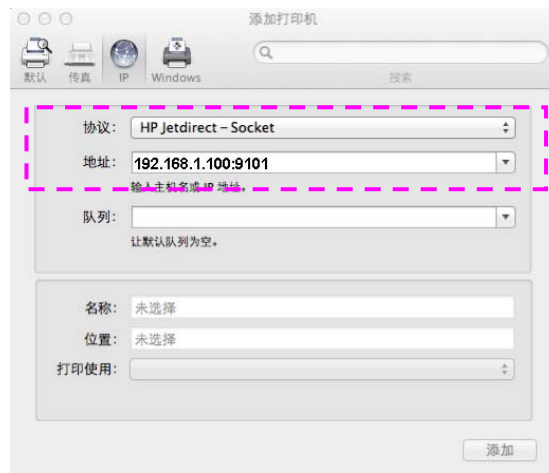 添加打印机
默认 传真 IP Windows 搜索
协议: HP Jetdirect – Socket
地址: 192.168.1.100:9101
输入主机名或 IP 地址。
队列:
让默认队列为空。
名称: 未选择
位置: 未选择
打印使用:
添加